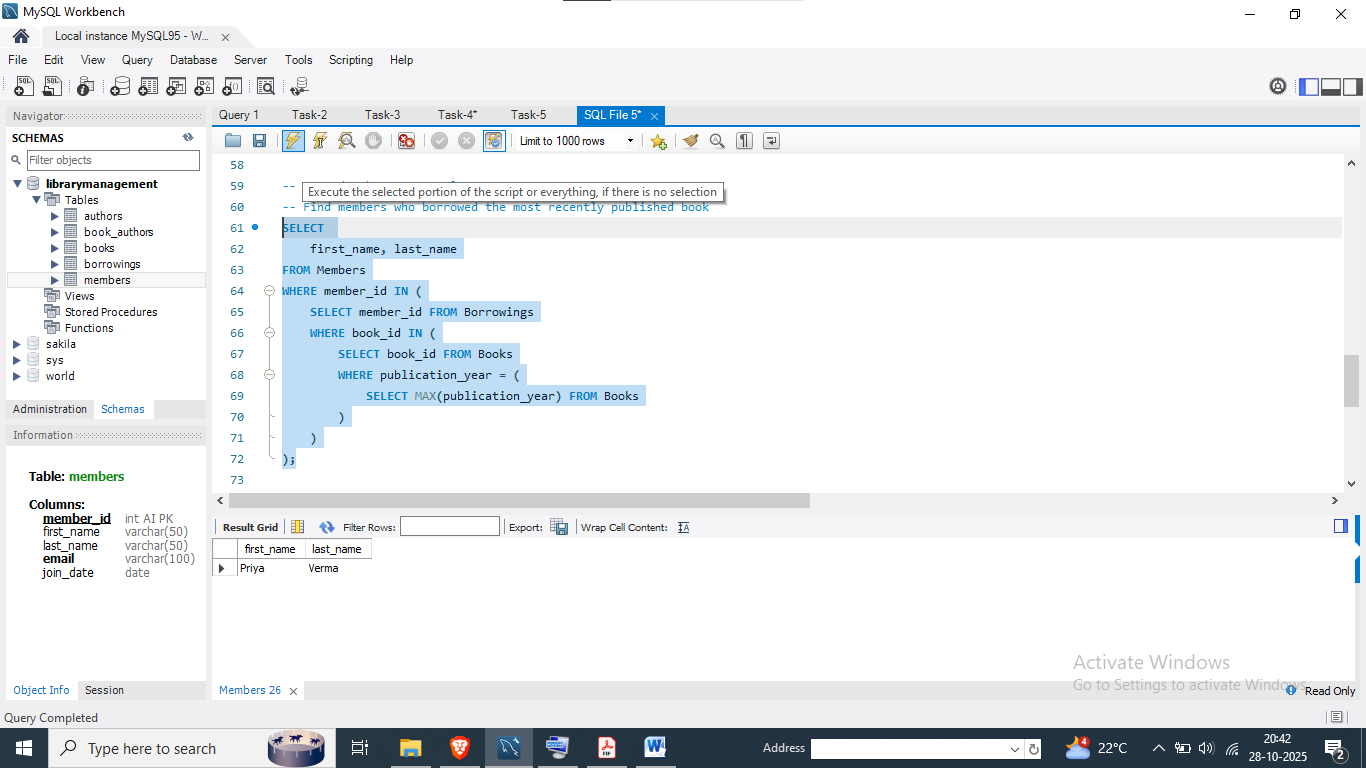 MySQL Workbench
Local instance MySQL95 - W...
File Edit View Query Database Server Tools Scripting Help
Navigator
SCHEMAS
Filter objects
librarymanagement
Tables
authors
book_authors
books
borrowings
members
Views
Stored Procedures
Functions
sakila
sys
world
Administration Schemas
Information
Table: members
Columns:
member_id int AI PK
first_name varchar(50)
last_name varchar(50)
email varchar(100)
join_date date
Object Info Session
Query 1 Task-2 Task-3 Task-4* Task-5 SQL File 5*
Limit to 1000 rows
58
59 --
Execute the selected portion of the script or everything, if there is no selection
60 -- Find members who borrowed the most recently published book
61 SELECT
62 first_name, last_name
63 FROM Members
64 WHERE member_id IN (
65 SELECT member_id FROM Borrowings
66 WHERE book_id IN (
67 SELECT book_id FROM Books
68 WHERE publication_year = (
69 SELECT MAX(publication_year) FROM Books
70 )
71 )
72 );
73
Result Grid Filter Rows: Export: Wrap Cell Content:
first_name last_name
Priya Verma
Activate Windows
Go to Settings to activate Windows.
Members 26
Read Only
Query Completed
Type here to search
Address
4
22°C
20:42
28-10-2025
2